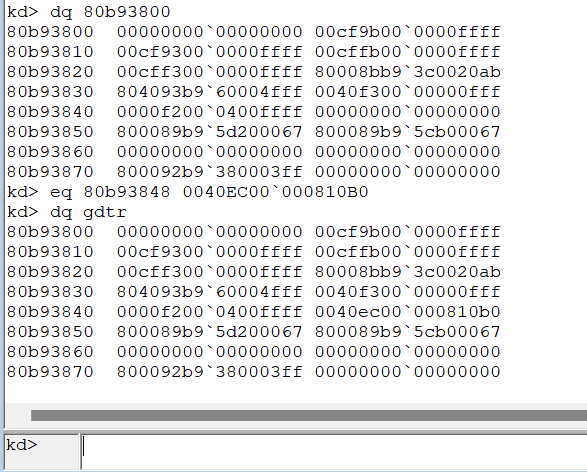 kd> dq 80b93800
80b93800  00000000`00000000 00cf9b00`0000ffff
80b93810  00cf9300`0000ffff 00cffb00`0000ffff
80b93820  00cff300`0000ffff 80008bb9`3c0020ab
80b93830  804093b9`60004fff 0040f300`00000fff
80b93840  0000f200`0400ffff 00000000`00000000
80b93850  800089b9`5d200067 800089b9`5cb00067
80b93860  00000000`00000000 00000000`00000000
80b93870  800092b9`380003ff 00000000`00000000
kd> eq 80b93848 0040EC00`000810B0
kd> dq gdtr
80b93800  00000000`00000000 00cf9b00`0000ffff
80b93810  00cf9300`0000ffff 00cffb00`0000ffff
80b93820  00cff300`0000ffff 80008bb9`3c0020ab
80b93830  804093b9`60004fff 0040f300`00000fff
80b93840  0000f200`0400ffff 0040ec00`000810b0
80b93850  800089b9`5d200067 800089b9`5cb00067
80b93860  00000000`00000000 00000000`00000000
80b93870  800092b9`380003ff 00000000`00000000
kd>